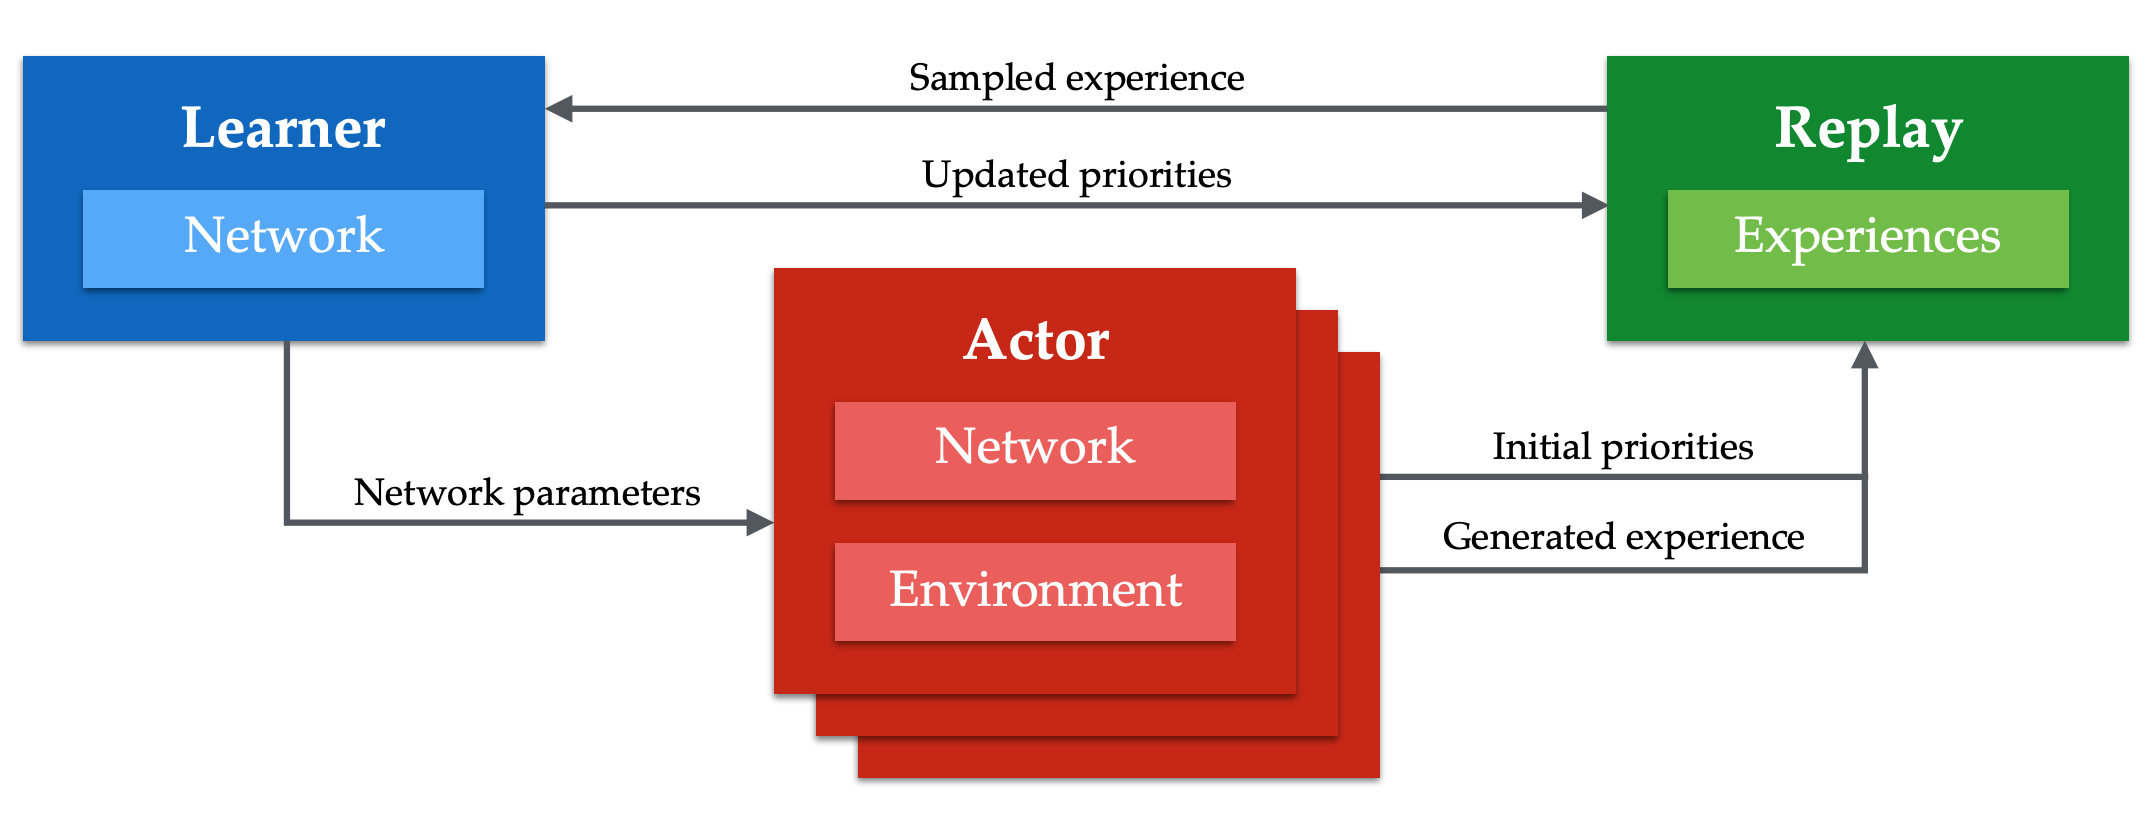 Sampled experience
Learner
Replay
Updated priorities
Network
Experiences
Actor
Network
Initial priorities
Network parameters
Generated experience
Environment